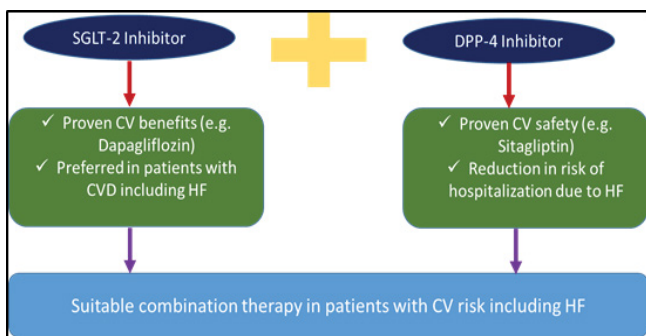 SGLT-2 Inhibitor
DPP-4 Inhibitor
✓ Proven CV benefits (e.g.
Dapagliflozin)
✓ Preferred in patients with
CVD including HF
✓ Proven CV safety (e.g.
Sitagliptin)
✓ Reduction in risk of
hospitalization due to HF
Suitable combination therapy in patients with CV risk including HF